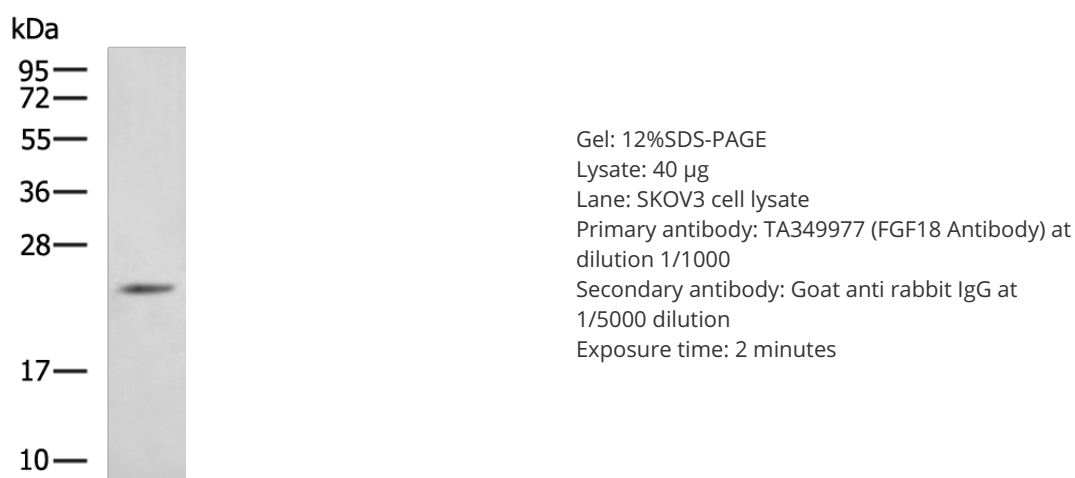 kDa
95
72
55
36
28
17
10
Gel: 12%SDS-PAGE
Lysate: 40 μg
Lane: SKOV3 cell lysate
Primary antibody: TA349977 (FGF18 Antibody) at
dilution 1/1000
Secondary antibody: Goat anti rabbit IgG at
1/5000 dilution
Exposure time: 2 minutes